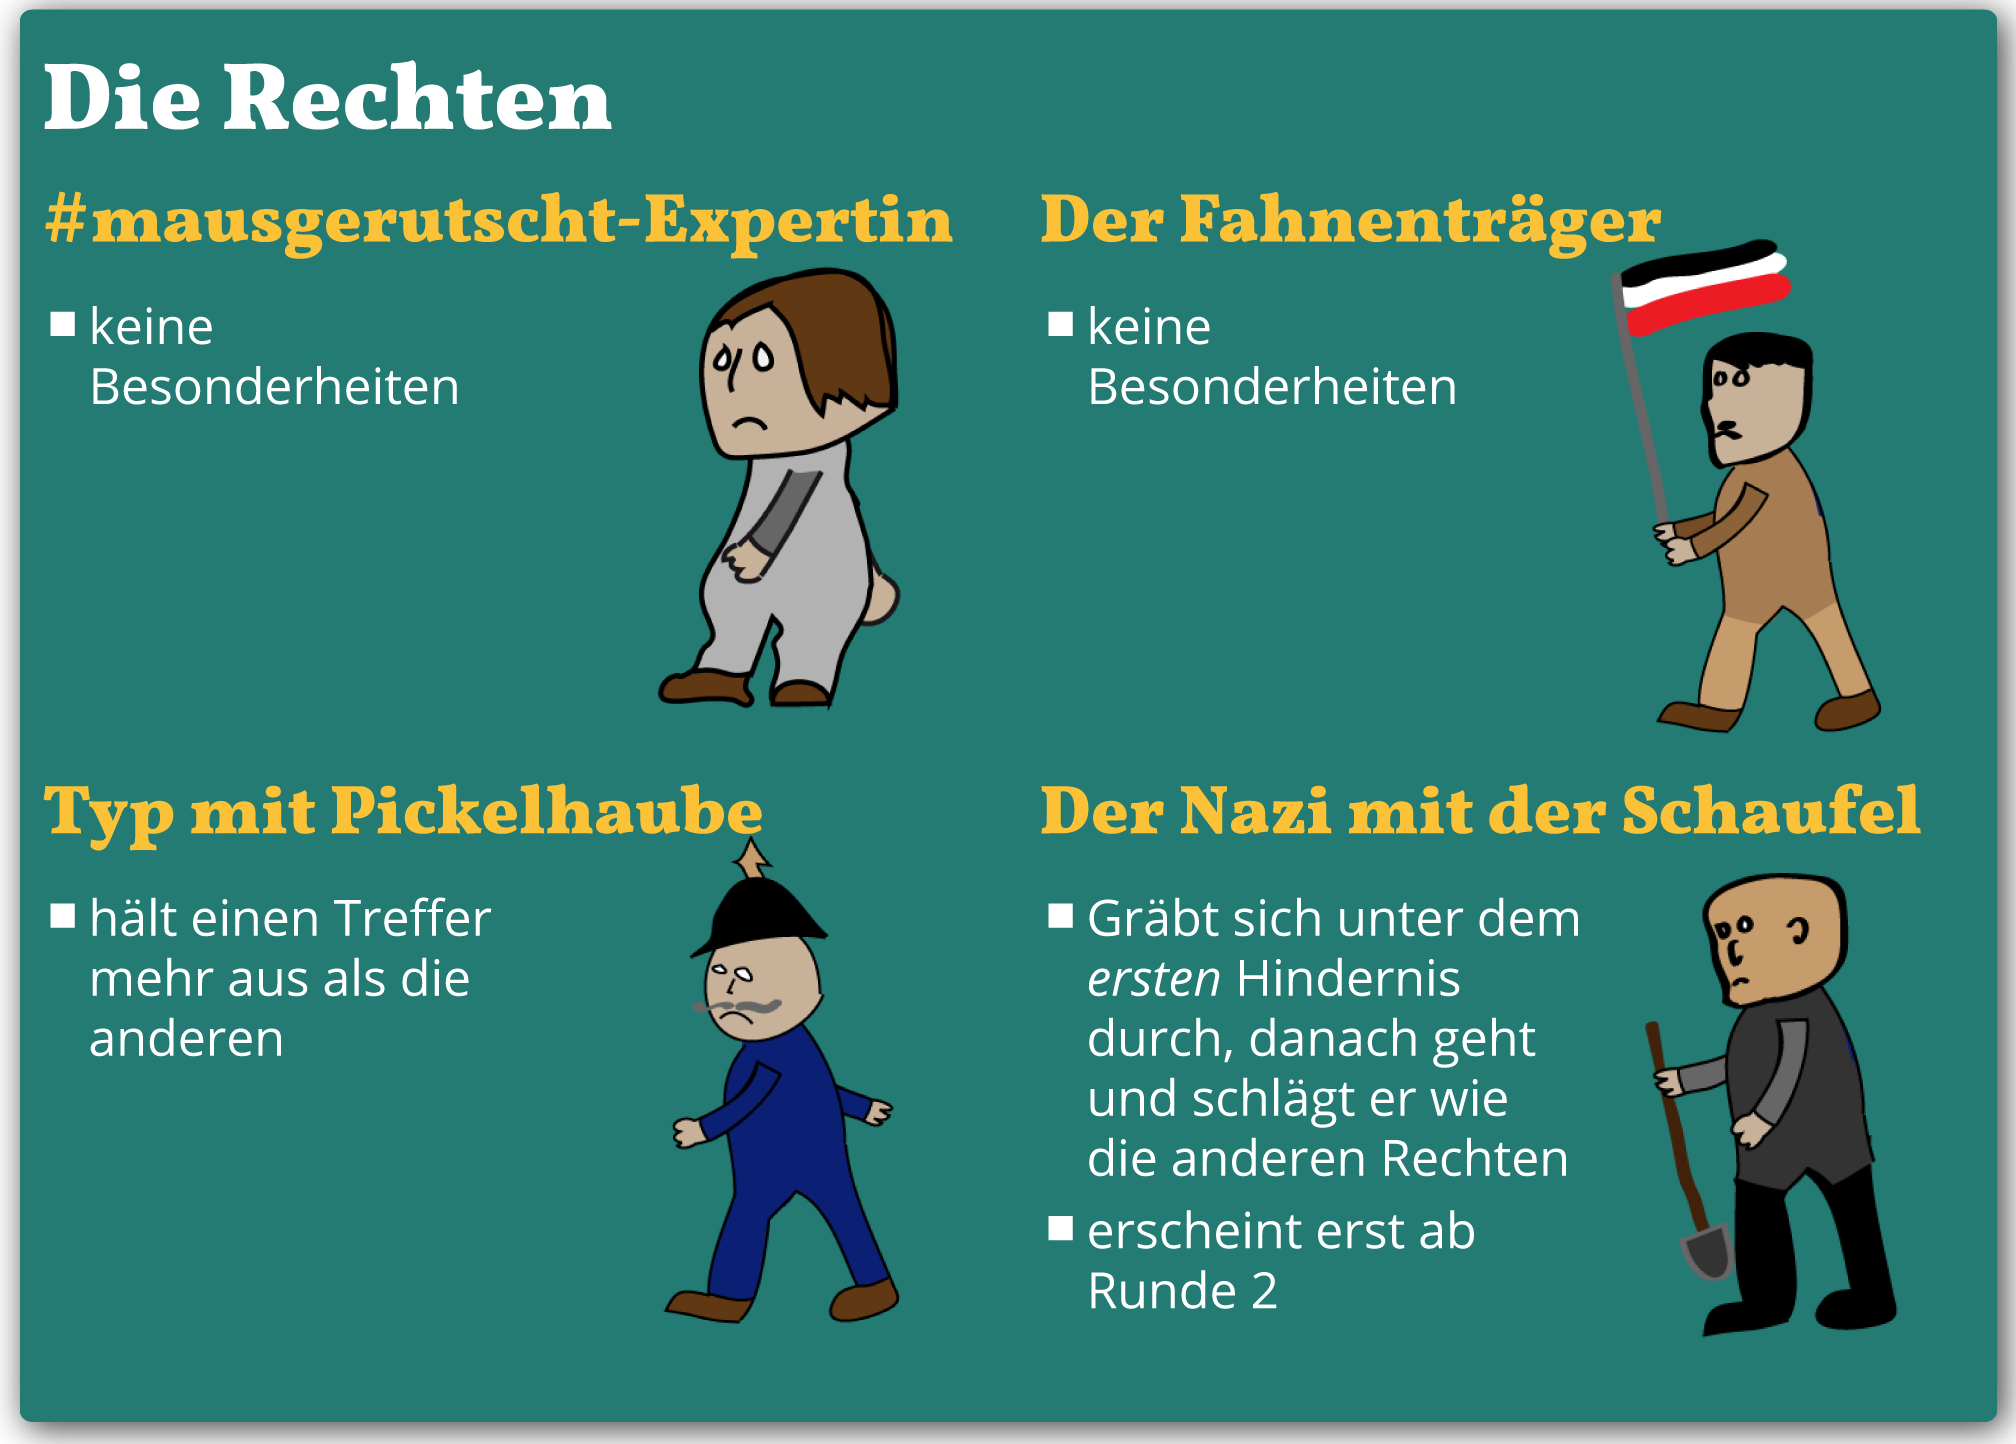 Die Rechten
#mausgerutscht-Expertin
keine
Besonderheiten
Der Fahnenträger
keine
Besonderheiten
Typ mit Pickelhaube
hält einen Treffer
mehr aus als die
anderen
Der Nazi mit der Schaufel
Gräbt sich unter dem
ersten Hindernis
durch, danach geht
und schlägt er wie
die anderen Rechten
erscheint erst ab
Runde 2